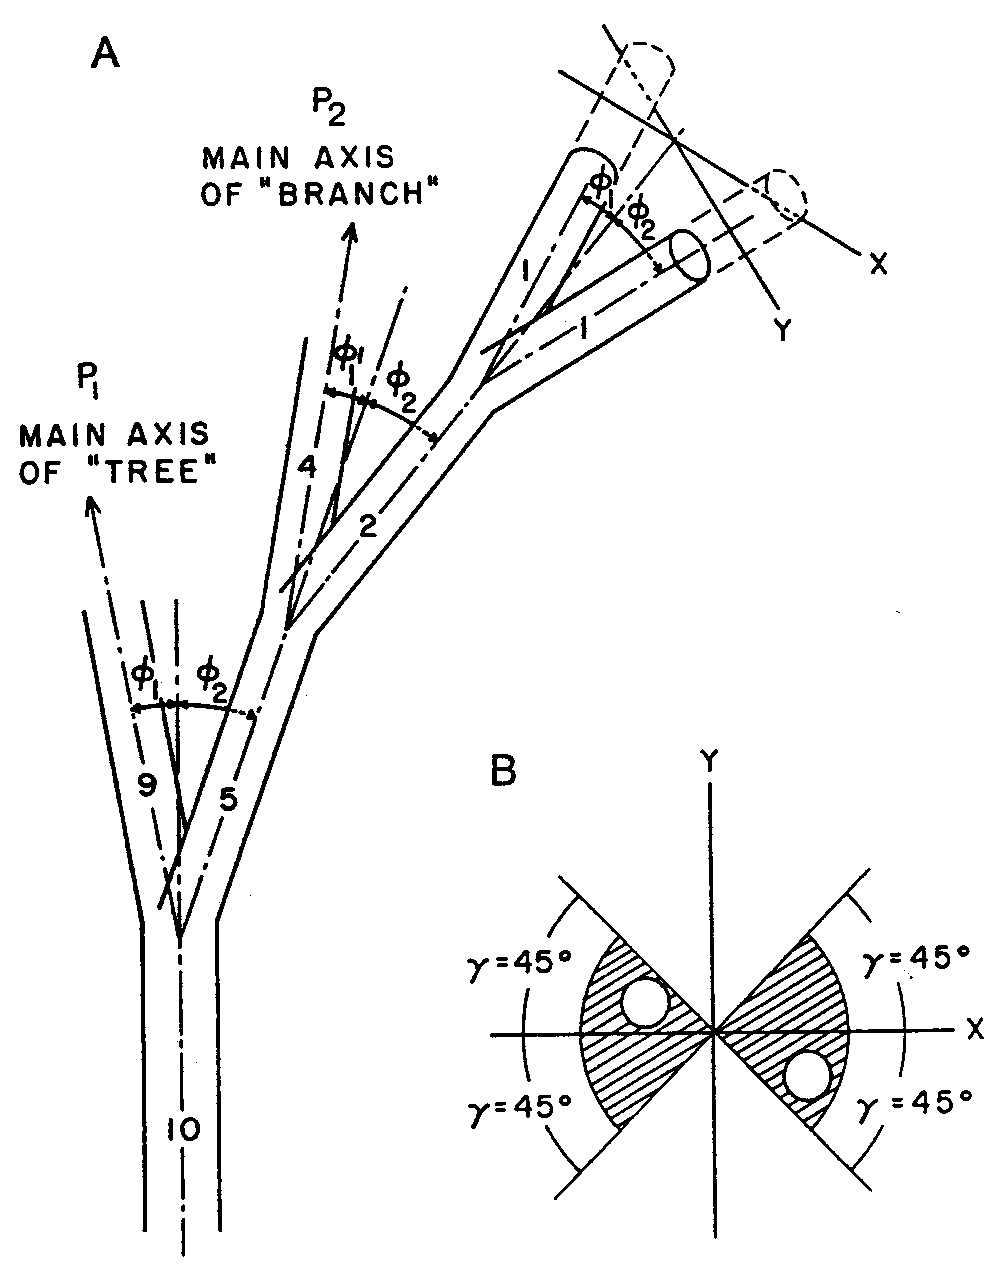 A
P2
MAIN AXIS
OF "BRANCH"
ϕ1
ϕ2
X
Y
1
1
P1
MAIN AXIS
OF "TREE"
ϕ1
ϕ2
4
2
ϕ1
ϕ2
9
5
10
B
Y
γ=45°
γ=45°
X
γ=45°
γ=45°